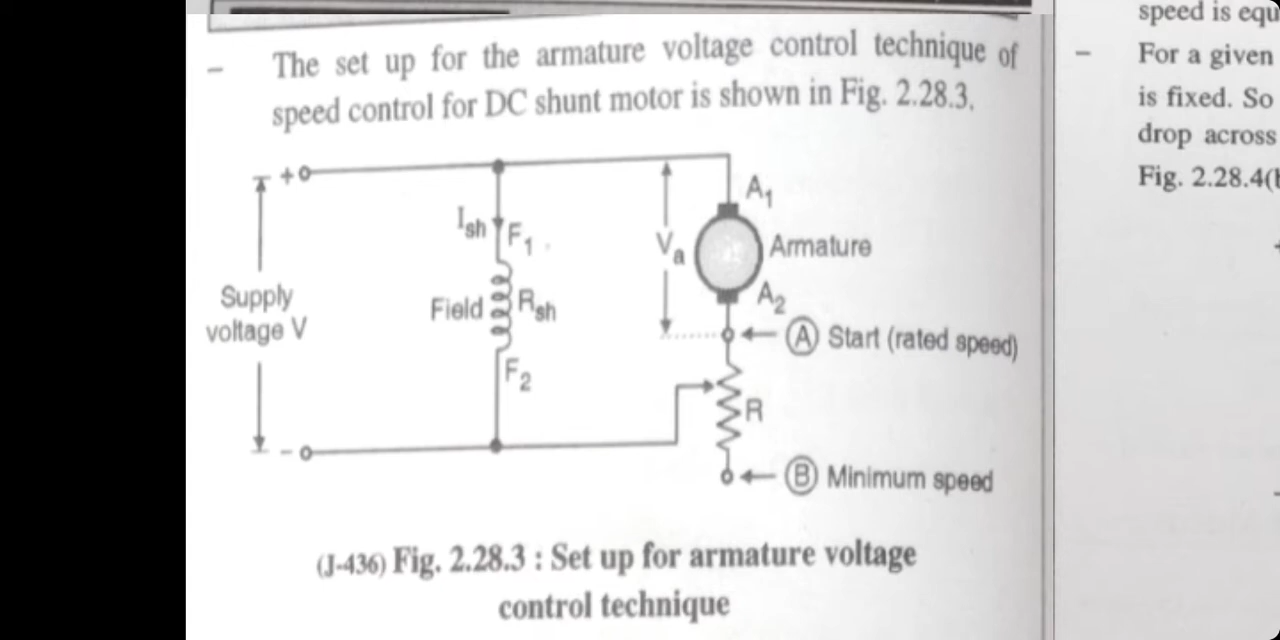 – The set up for the armature voltage control technique of
speed control for DC shunt motor is shown in Fig. 2.28.3.
+
Ish
F1
Field
Rsh
F2
Supply
voltage V
-
Va
A1
Armature
A2
A Start (rated speed)
R
B Minimum speed
(J-436) Fig. 2.28.3 : Set up for armature voltage
control technique
speed is
– For a given
is fixed. So
drop across
Fig. 2.28.4(